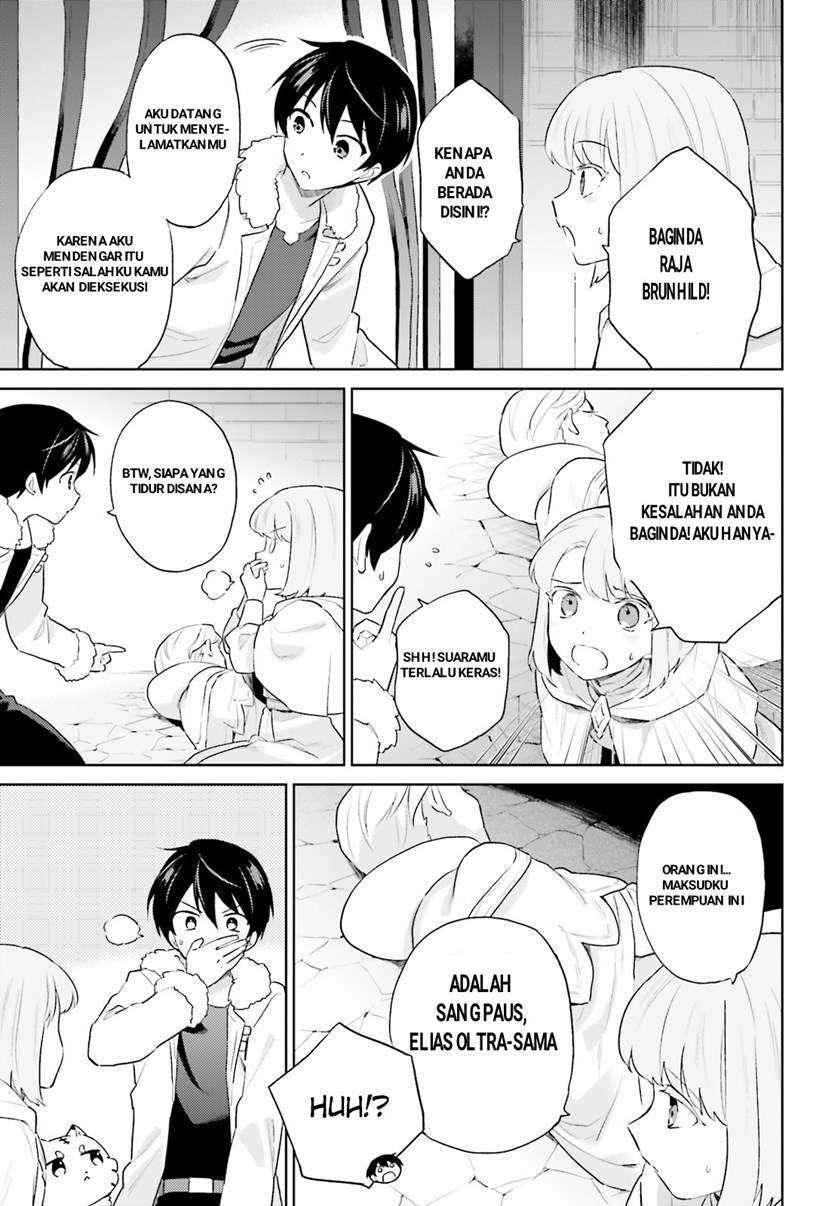 BAGINDA
RAJA
BRUNHILD!
KENAPA
ANDA
BERADA
DISINI!?
AKU DATANG
UNTUK MENYE-
LAMATKANMU
KARENA AKU
MENDENGAR ITU
SEPERTI SALAHKU KAMU
AKAN DIEKSEKUSI
TIDAK!
ITU BUKAN
KESALAHAN ANDA
BAGINDA! AKU HANYA-
SHH! SUARAMU
TERLALU KERAS!
BTW, SIAPA YANG
TIDUR DISANA?
ORANG INI...
MAKSUDKU
PEREMPUAN INI
ADALAH
SANG PAUS,
ELIAS OLTRA-SAMA
HUH!?